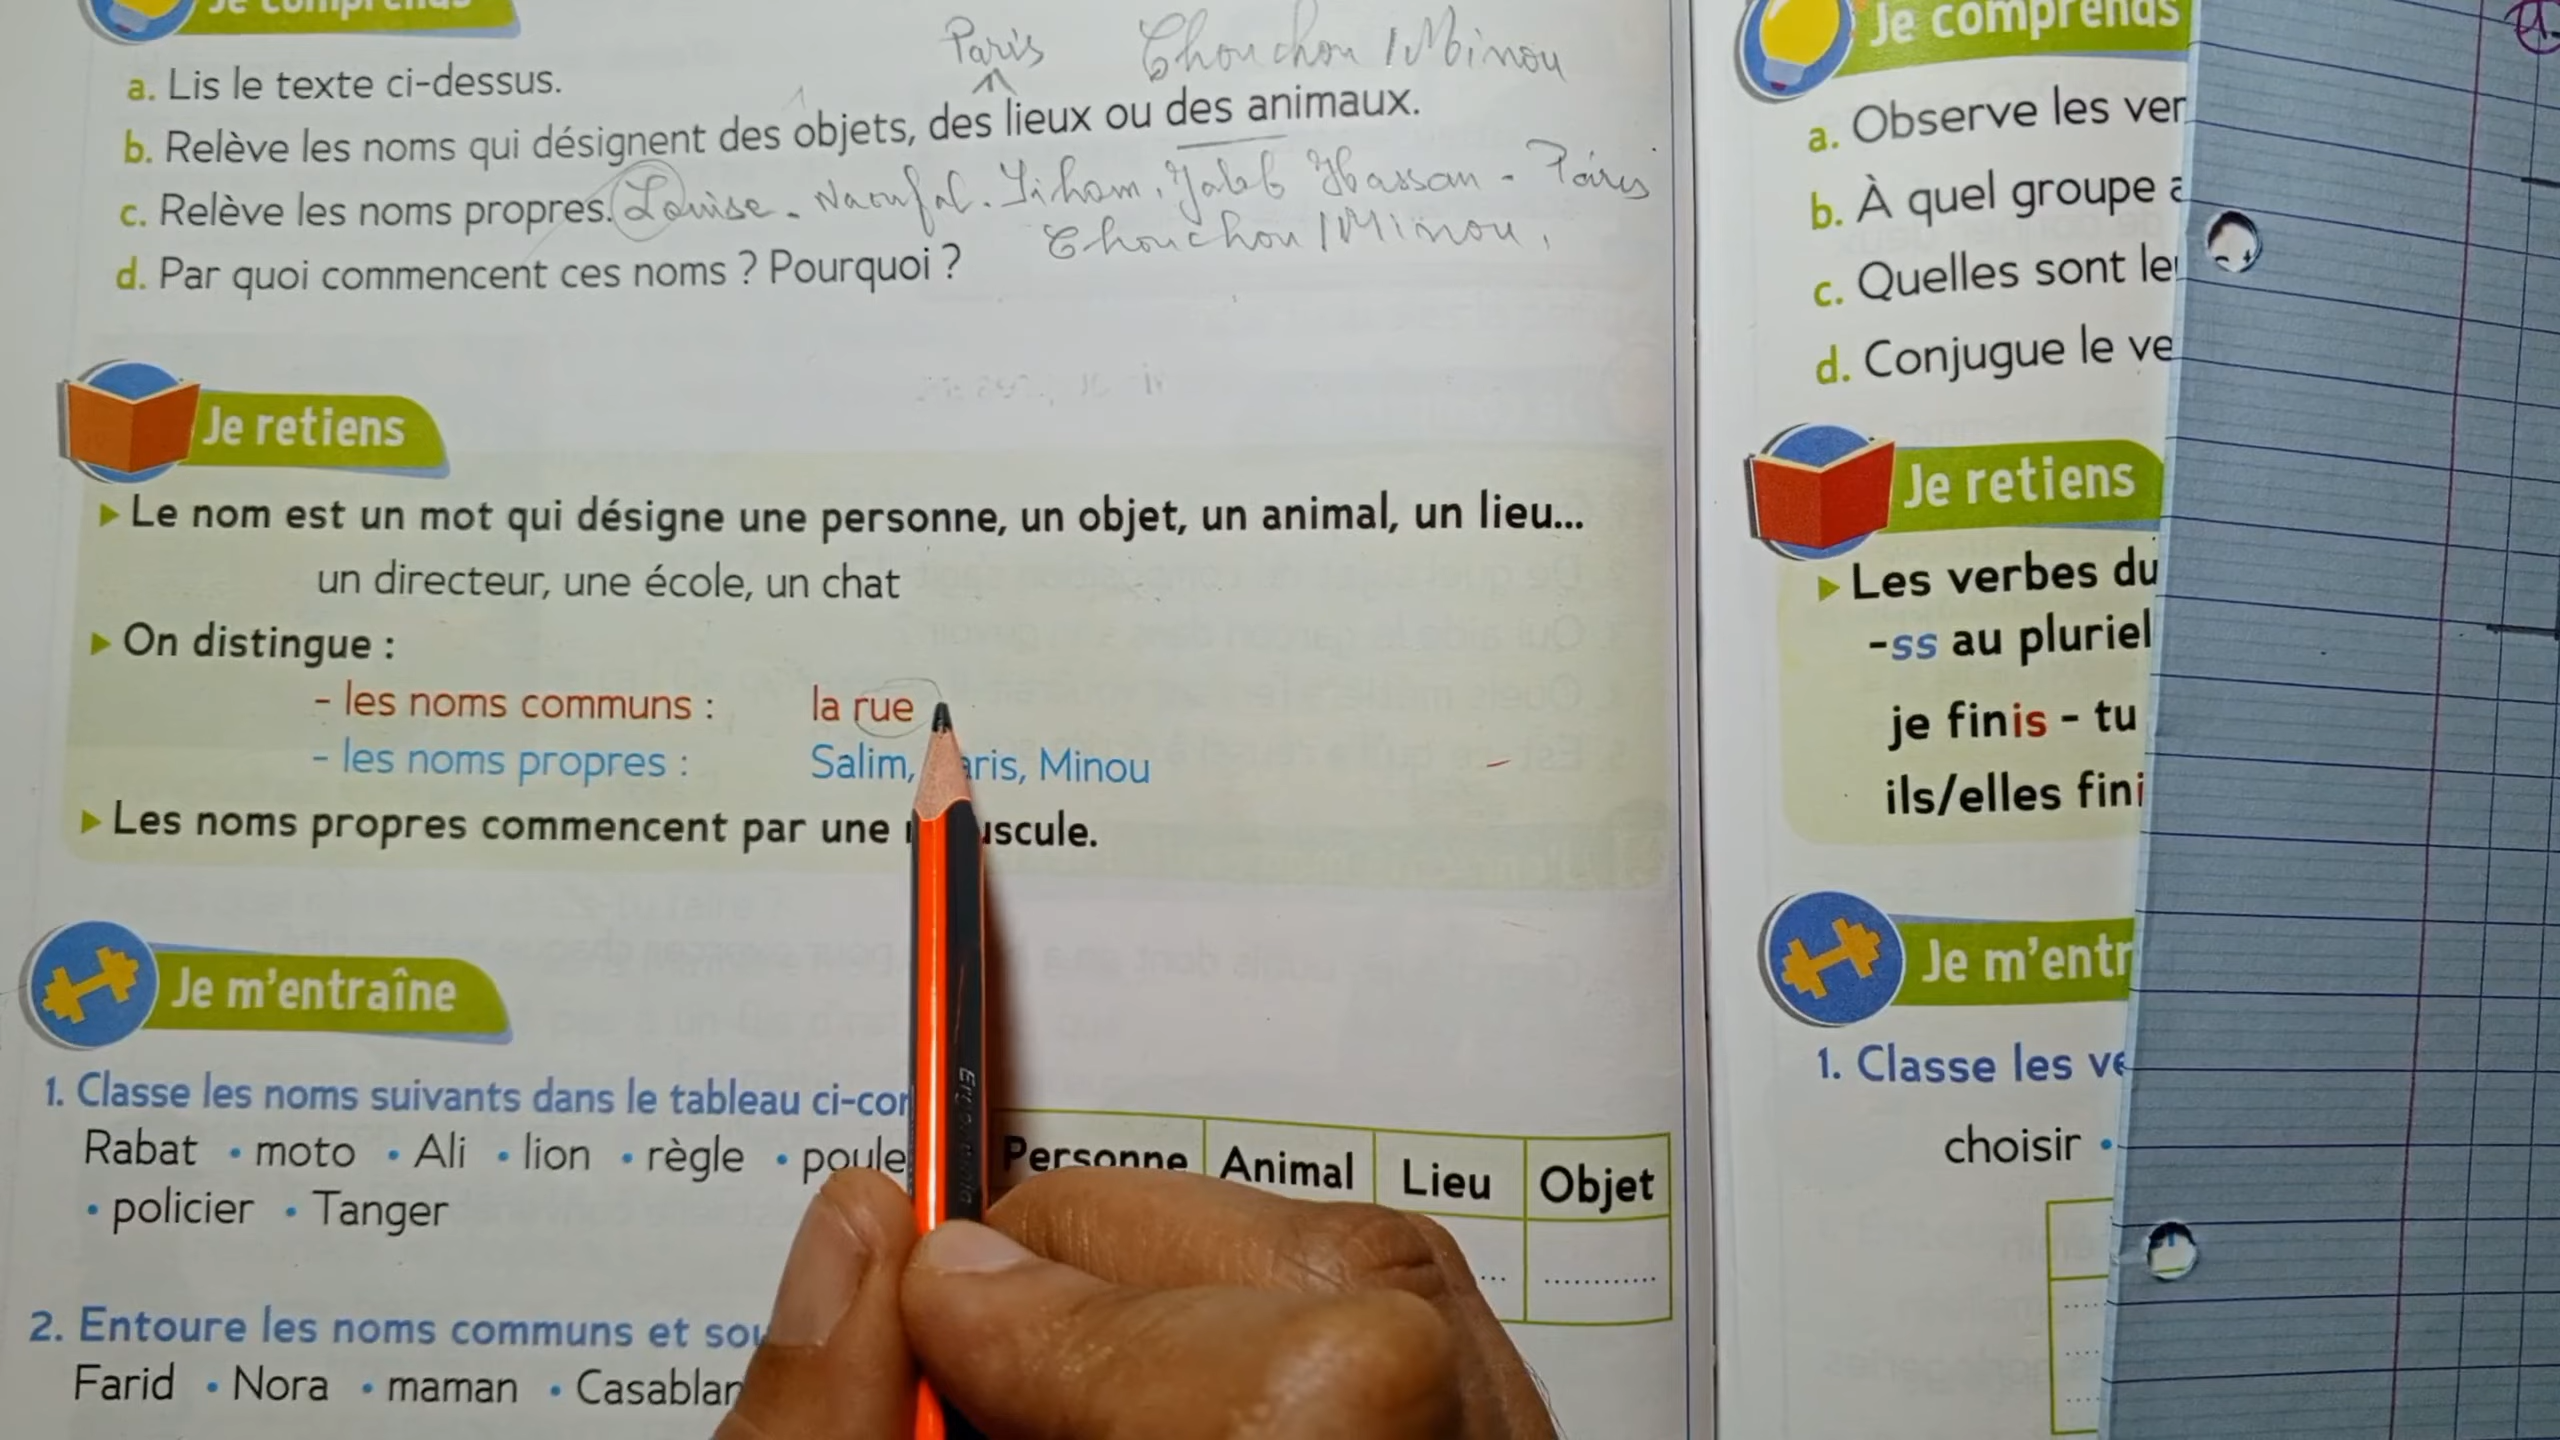 Je comprends
Paris Chouchou / Minou
a. Lis le texte ci-dessus.
b. Relève les noms qui désignent des objets, des lieux ou des animaux.
c. Relève les noms propres. Louise - Naoufal. Hassan - Paris
Chouchou / Minou.
d. Par quoi commencent ces noms ? Pourquoi ?
Je retiens
▶ Le nom est un mot qui désigne une personne, un objet, un animal, un lieu...
un directeur, une école, un chat
▶ On distingue :
- les noms communs : la rue
- les noms propres : Salim, aris, Minou
▶ Les noms propres commencent par une uscule.
Je m'entraîne
1. Classe les noms suivants dans le tableau ci-con
Rabat • moto • Ali • lion • règle • poule
• policier • Tanger
Personne Animal Lieu Objet
2. Entoure les noms communs et sou
Farid • Nora • maman • Casablan
Je comprends
a. Observe les ver
b. À quel groupe a
c. Quelles sont le
d. Conjugue le ve
Je retiens
▶ Les verbes du
-ss au pluriel
je finis - tu
ils/elles fini
Je m'entr
1. Classe les ve
choisir •